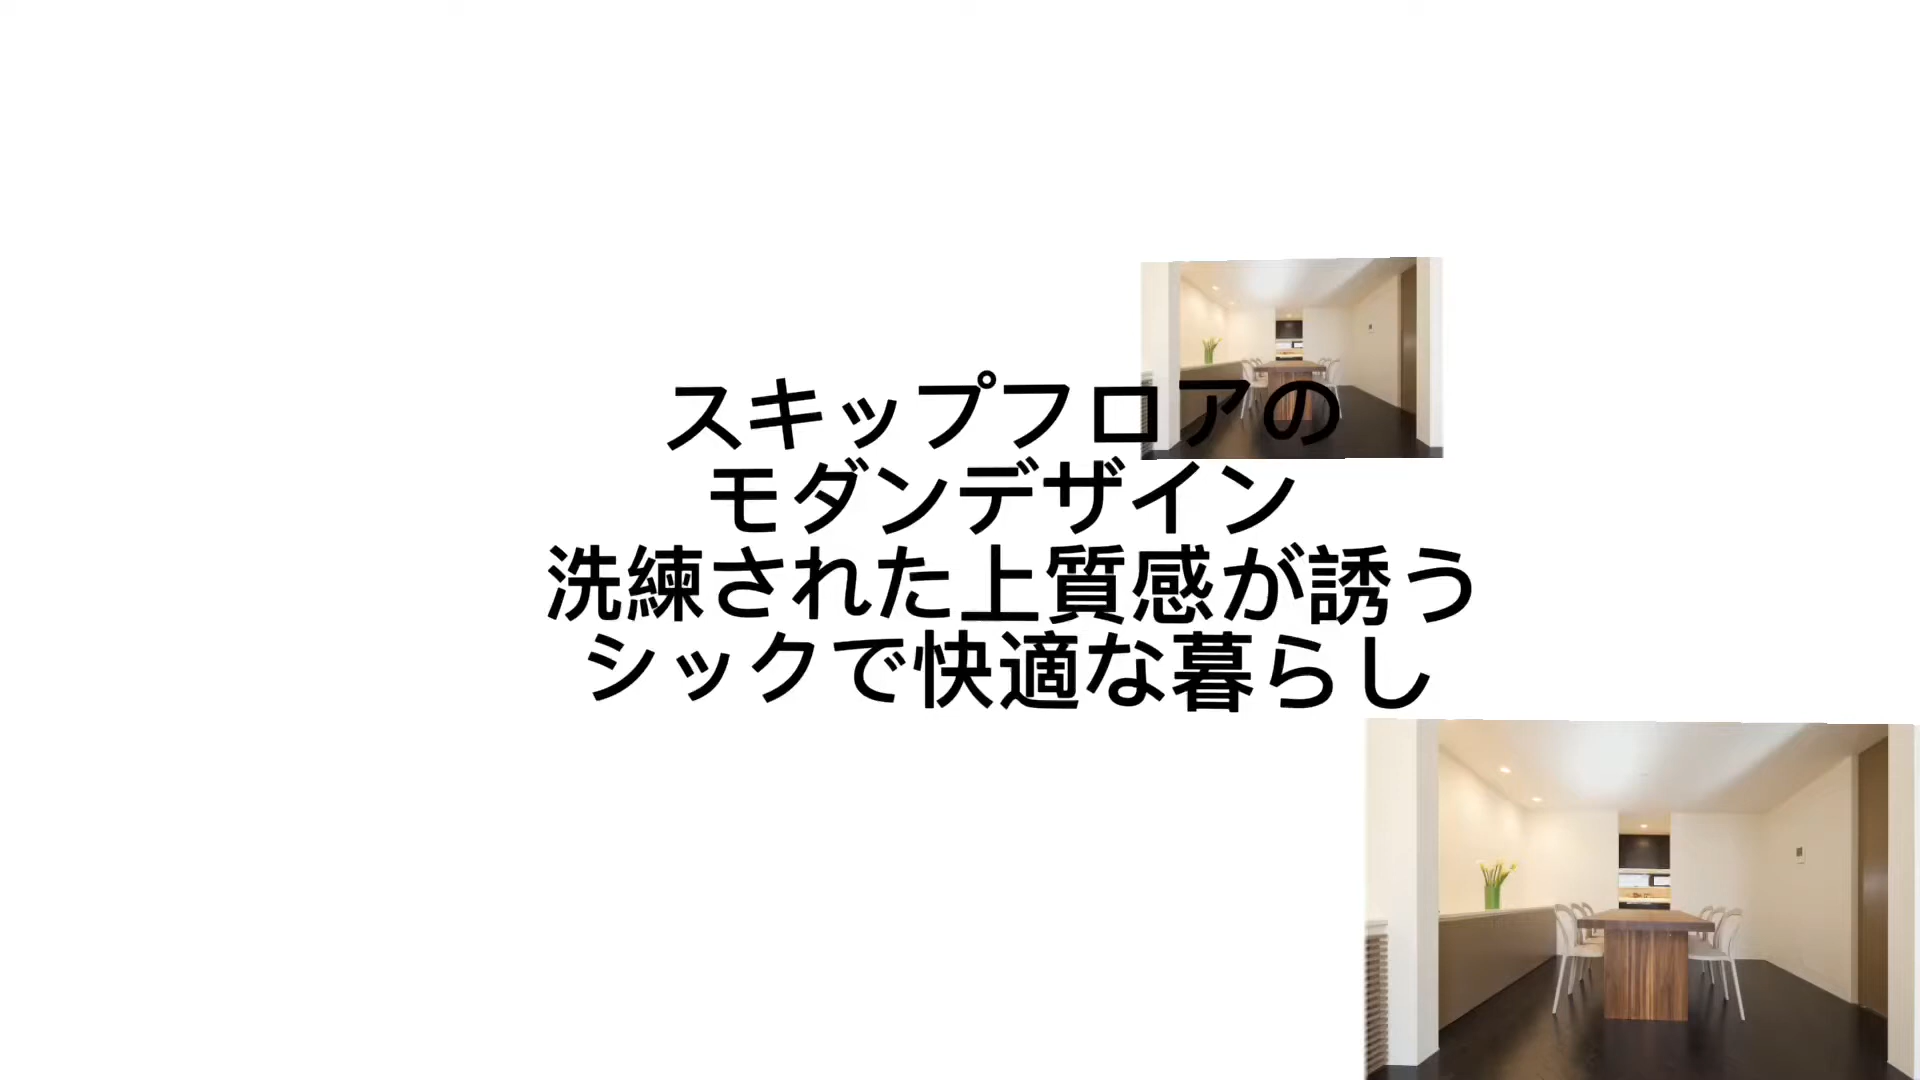 スキップフロアの
モダンデザイン
洗練された上質感が誘う
シックで快適な暮らし